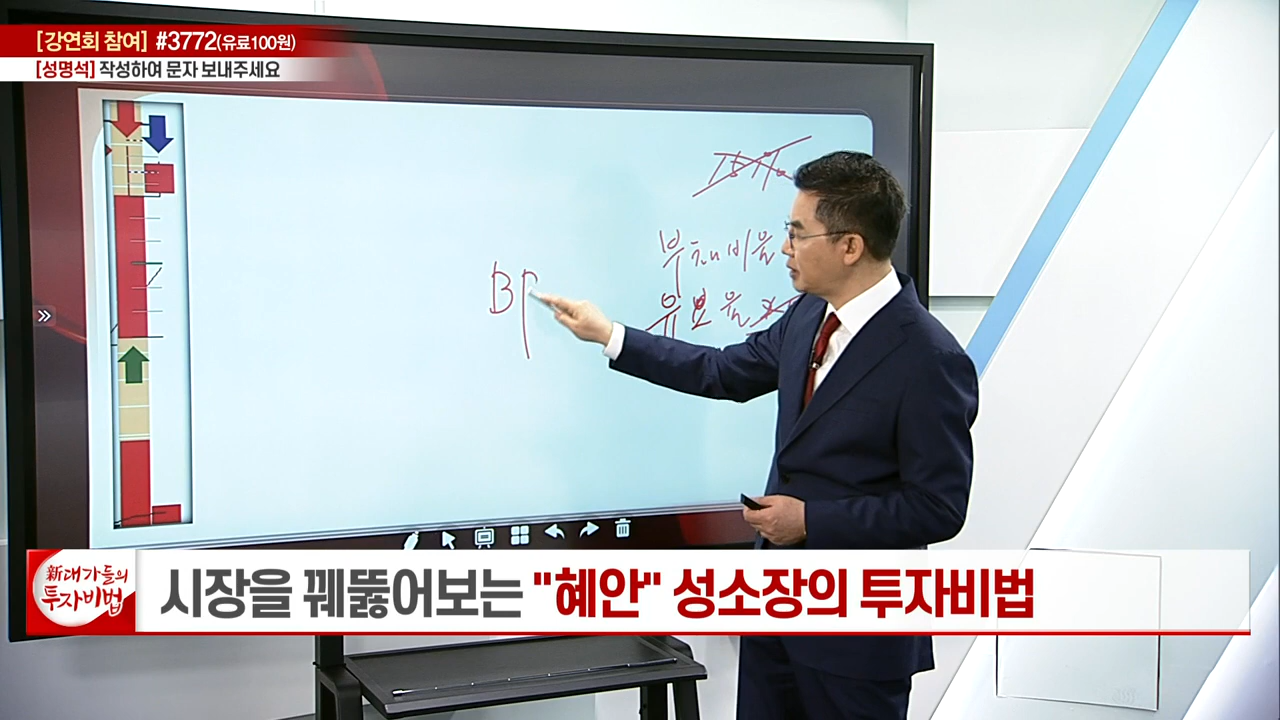 [강연회 참여] #3772(유료100원)
[성명석] 작성하여 문자 보내주세요
부채비율
유보율
BP
新대가들의
투자비법
시장을 꿰뚫어보는 "혜안" 성소장의 투자비법